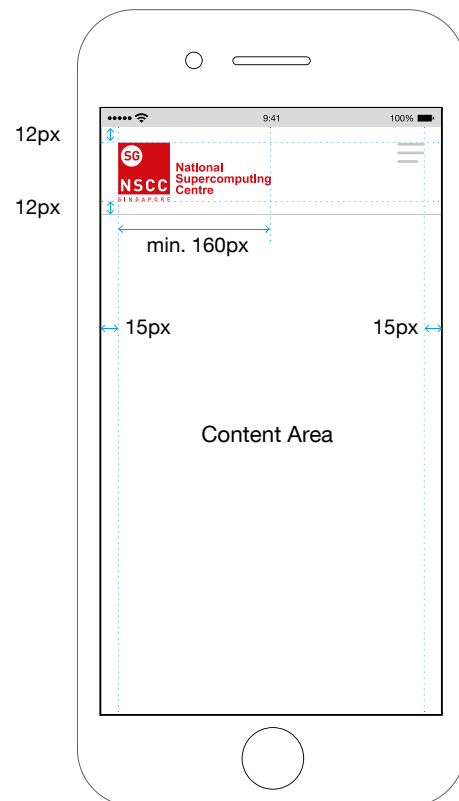 9:41
100%
12px
SG
NSCC
SINGAPORE
National
Supercomputing
Centre
12px
min. 160px
15px
15px
Content Area